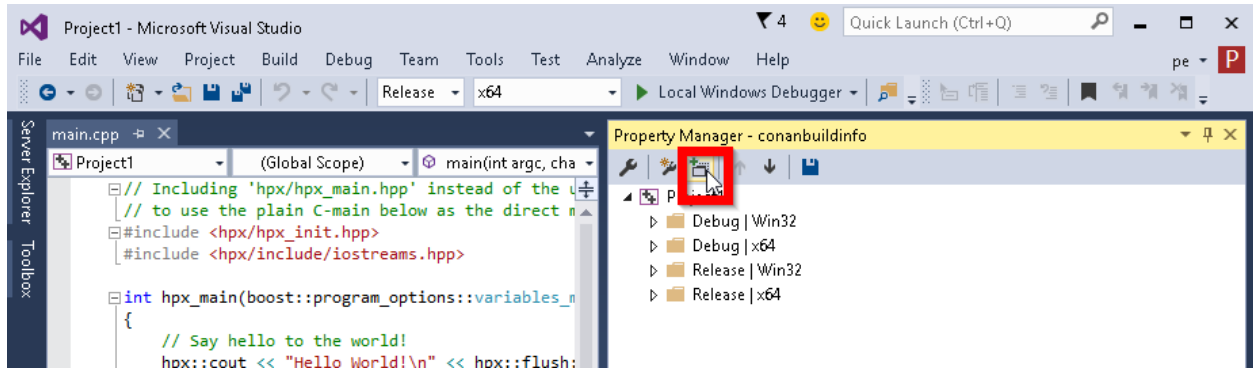 Project1 - Microsoft Visual Studio
4
Quick Launch (Ctrl+Q)
File Edit View Project Build Debug Team Tools Test Analyze Window Help
pe
P
Release x64 Local Windows Debugger
Server Explorer
Toolbox
main.cpp
Project1 (Global Scope) main(int argc, cha
// Including 'hpx/hpx_main.hpp' instead of the u
// to use the plain C-main below as the direct m
#include <hpx/hpx_init.hpp>
#include <hpx/include/iostreams.hpp>
int hpx_main(boost::program_options::variables_m
{
// Say hello to the world!
hpx::cout << "Hello World!\n" << hpx::flush;
Property Manager - conanbuildinfo
Debug | Win32
Debug | x64
Release | Win32
Release | x64